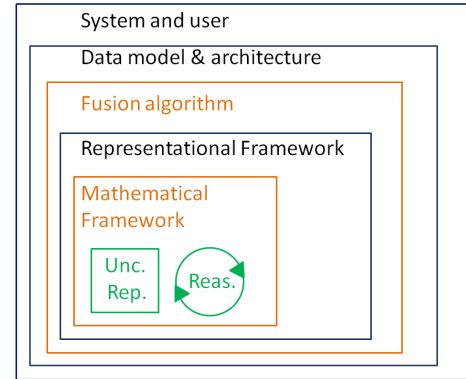 System and user
Data model & architecture
Fusion algorithm
Representational Framework
Mathematical
Framework
Unc.
Rep.
Reas.